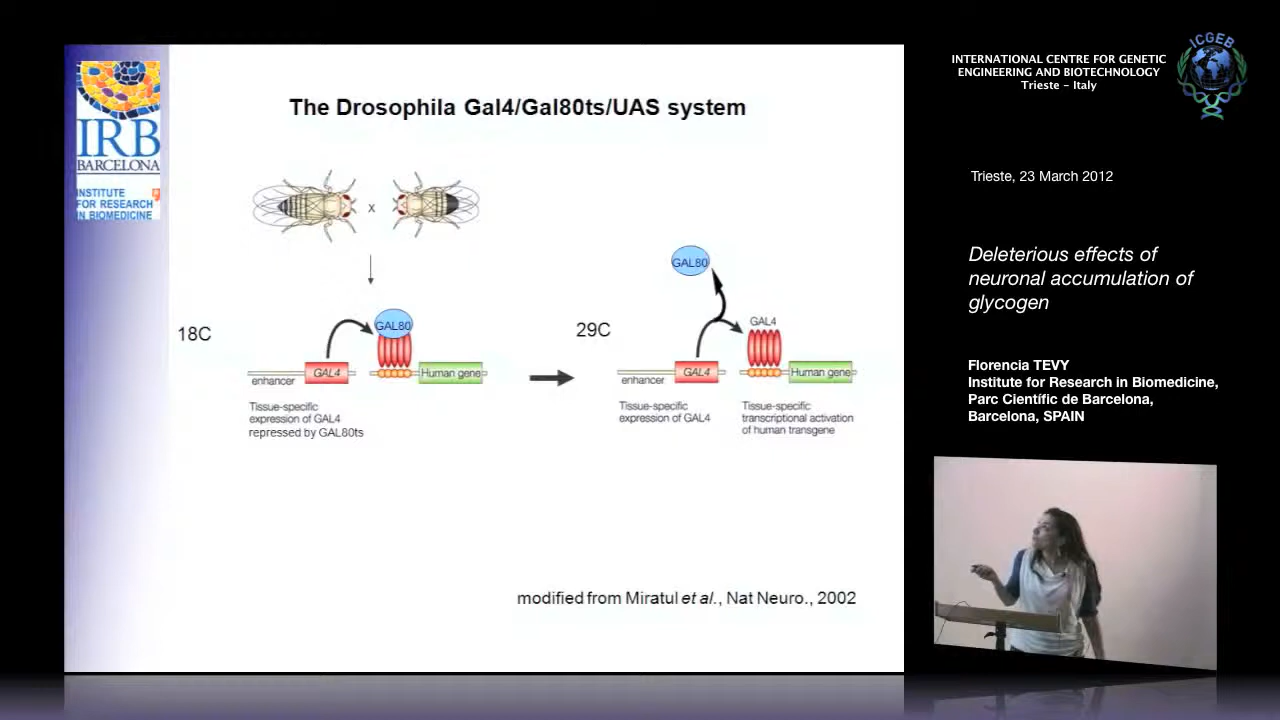 IRB
BARCELONA
INSTITUTE
FOR RESEARCH
IN BIOMEDICINE
The Drosophila Gal4/Gal80ts/UAS system
x
18C
GAL80
GAL4
Human gene
enhancer
Tissue-specific
expression of GAL4
repressed by GAL80ts
29C
GAL80
GAL4
GAL4
Human gene
enhancer
Tissue-specific
expression of GAL4
Tissue-specific
transcriptional activation
of human transgene
modified from Miratul et al., Nat Neuro., 2002
INTERNATIONAL CENTRE FOR GENETIC
ENGINEERING AND BIOTECHNOLOGY
Trieste - Italy
ICGEB
Trieste, 23 March 2012
Deleterious effects of
neuronal accumulation of
glycogen
Florencia TEVY
Institute for Research in Biomedicine,
Parc Científic de Barcelona,
Barcelona, SPAIN